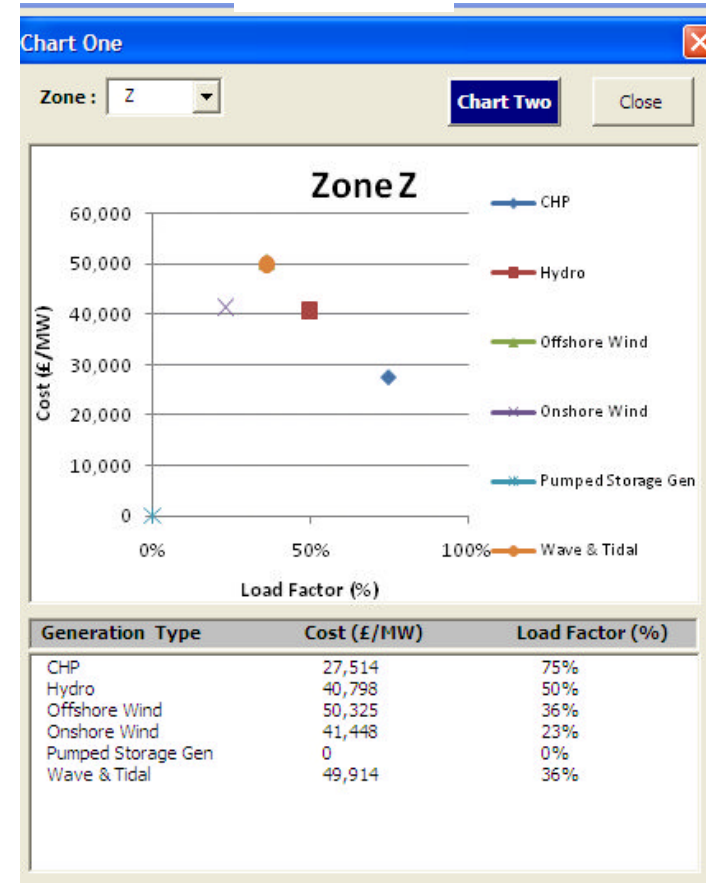 Chart One
Zone : Z
Chart Two
Close
Zone Z
60,000
50,000
40,000
30,000
20,000
10,000
0
Cost (£/MW)
0% 50% 100%
Load Factor (%)
CHP
Hydro
Offshore Wind
Onshore Wind
Pumped Storage Gen
Wave & Tidal
Generation Type Cost (£/MW) Load Factor (%)
CHP 27,514 75%
Hydro 40,798 50%
Offshore Wind 50,325 36%
Onshore Wind 41,448 23%
Pumped Storage Gen 0 0%
Wave & Tidal 49,914 36%